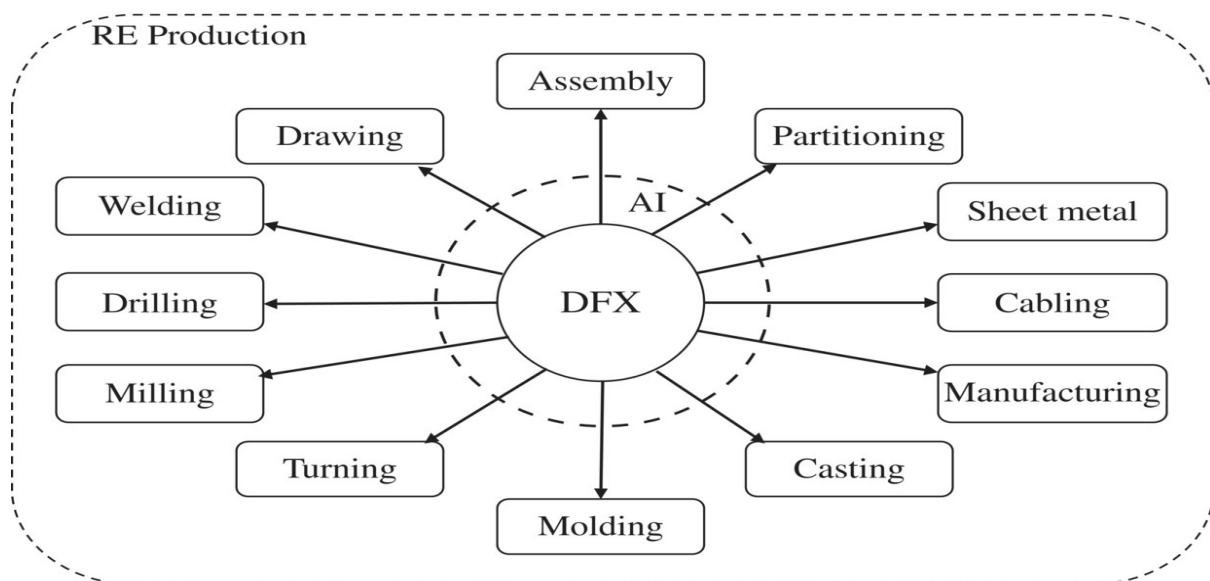 RE Production
Assembly
Drawing
Partitioning
Welding
AI
Sheet metal
Drilling
DFX
Cabling
Milling
Manufacturing
Turning
Casting
Molding